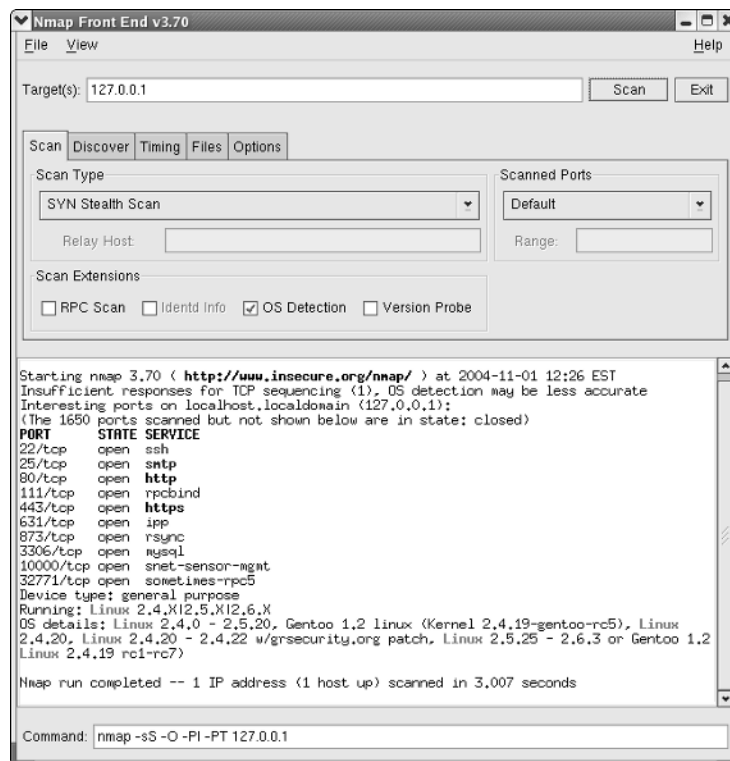 Nmap Front End v3.70
File View Help
Target(s): 127.0.0.1 Scan Exit
Scan Discover Timing Files Options
Scan Type Scanned Ports
SYN Stealth Scan Default
Relay Host: Range:
Scan Extensions
RPC Scan Identd Info OS Detection Version Probe
Starting nmap 3.70 ( http://www.insecure.org/nmap/ ) at 2004-11-01 12:26 EST
Insufficient responses for TCP sequencing (1), OS detection may be less accurate
Interesting ports on localhost.localdomain (127.0.0.1):
(The 1650 ports scanned but not shown below are in state: closed)
PORT STATE SERVICE
22/tcp open ssh
25/tcp open smtp
80/tcp open http
111/tcp open rpcbind
443/tcp open https
631/tcp open ipp
873/tcp open rsync
3306/tcp open mysql
10000/tcp open snet-sensor-mgmt
32771/tcp open sometimes-rpc5
Device type: general purpose
Running: Linux 2.4.X|2.5.X|2.6.X
OS details: Linux 2.4.0 - 2.5.20, Gentoo 1.2 linux (Kernel 2.4.19-gentoo-rc5), Linux
2.4.20, Linux 2.4.20 - 2.4.22 w/grsecurity.org patch, Linux 2.5.25 - 2.6.3 or Gentoo 1.2
Linux 2.4.19 rc1-rc7)
Nmap run completed -- 1 IP address (1 host up) scanned in 3.007 seconds
Command: nmap -sS -O -PI -PT 127.0.0.1